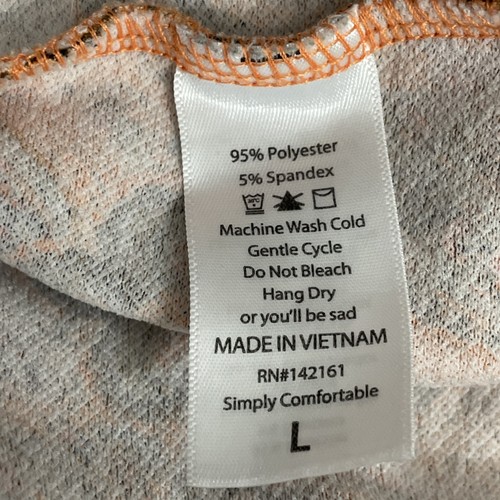 95% Polyester
5% Spandex
Machine Wash Cold
Gentle Cycle
Do Not Bleach
Hang Dry
or you'll be sad
MADE IN VIETNAM
RN#142161
Simply Comfortable
L